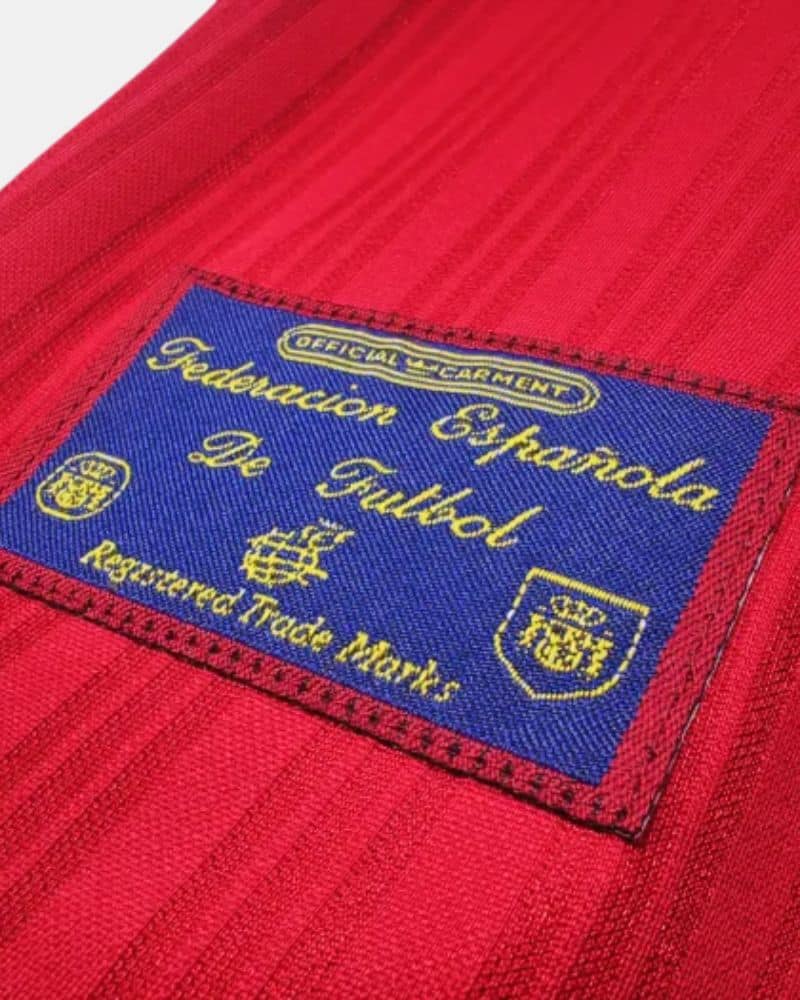 OFFICIAL GARMENT
Federacion Española
De Futbol
Registered Trade Marks